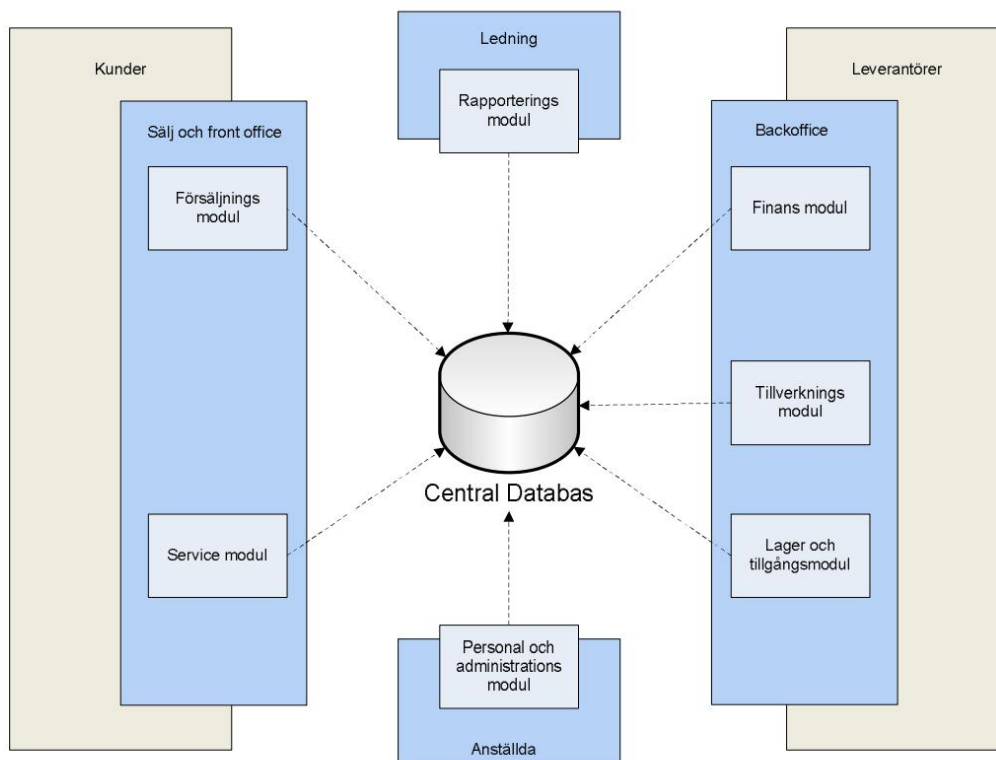 Kunder
Sälj och front office
Försäljnings
modul
Service modul
Ledning
Rapporterings
modul
Central Databas
Personal och
administrations
modul
Anställda
Leverantörer
Backoffice
Finans modul
Tillverknings
modul
Lager och
tillgångsmodul